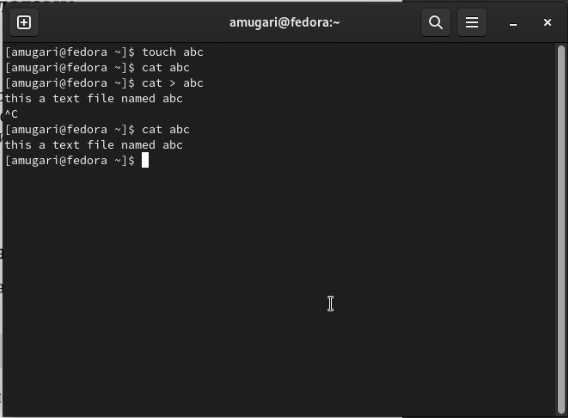 amugari@fedora:~
[amugari@fedora ~]$ touch abc
[amugari@fedora ~]$ cat abc
[amugari@fedora ~]$ cat > abc
this a text file named abc
^C
[amugari@fedora ~]$ cat abc
this a text file named abc
[amugari@fedora ~]$